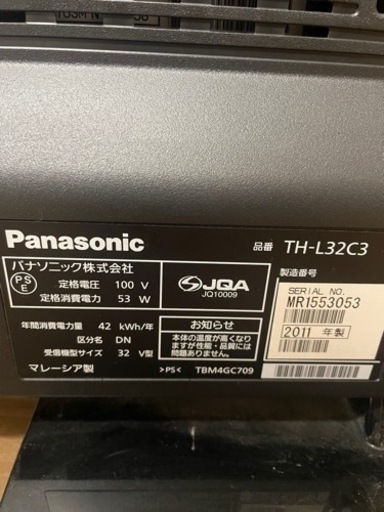 Panasonic
品番 TH-L32C3
パナソニック株式会社
PS E
定格電圧 100 V
定格消費電力 53 W
JQA
JQ10009
製造番号
SERIAL NO.
MR1553053
2011 年製
年間消費電力量 42 kWh/年
区分名 DN
受信機型サイズ 32 V型
お知らせ
本体の温度が高くなり
ますが、性能・品質には
問題ありません。
マレーシア製
>PS< TBM4GC709